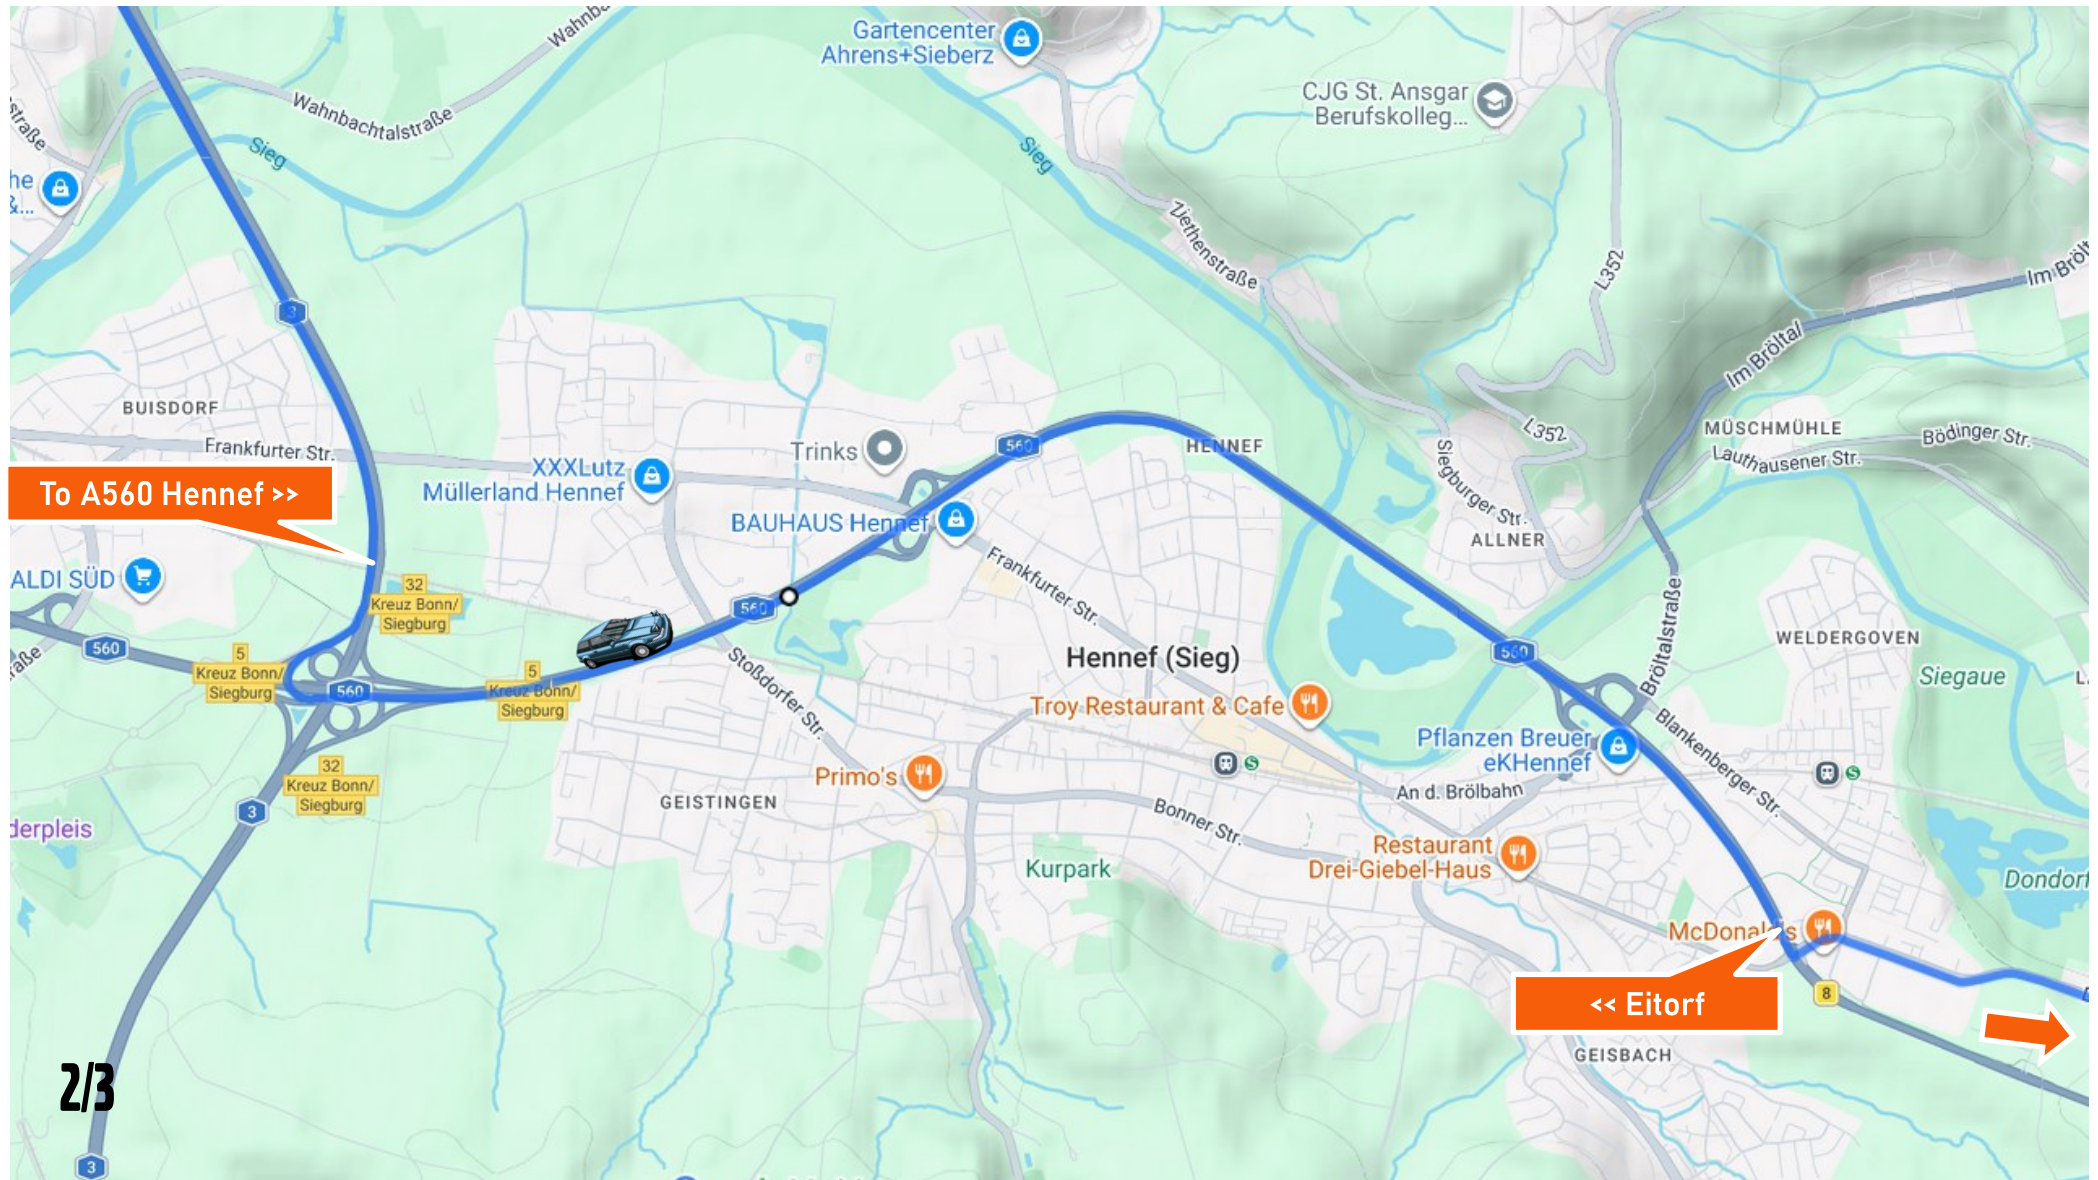 Gartencenter
Ahrens+Sieberz
Wahnbachtalstraße
Sieg
Sieg
CJG St. Ansgar
Berufskolleg...
Ziethenstraße
L352
Im Bröltal
straße
he
&...
3
BUISDORF
Frankfurter Str.
To A560 Hennef >>
XXXLutz
Müllerland Hennef
Trinks
560
HENNEF
BAUHAUS Hennef
Siegburger Str.
L352
MÜSCHMÜHLE
Bödinger Str.
Lauthausener Str.
ALLNER
ALDI SÜD
32
Kreuz Bonn/
Siegburg
Frankfurter Str.
560
560
5
Kreuz Bonn/
Siegburg
560
5
Kreuz Bonn/
Siegburg
Stoßdorfer Str.
Hennef (Sieg)
Troy Restaurant & Cafe
560
Bröltalstraße
WELDERGOVEN
Siegaue
Pflanzen Breuer
eKHennef
Blankenberger Str.
S
S
32
Kreuz Bonn/
Siegburg
3
derpleis
Primo's
GEISTINGEN
An d. Brölbahn
Bonner Str.
Kurpark
Restaurant
Drei-Giebel-Haus
Dondorf
McDonald's
<< Eitorf
8
GEISBACH
2/3
3